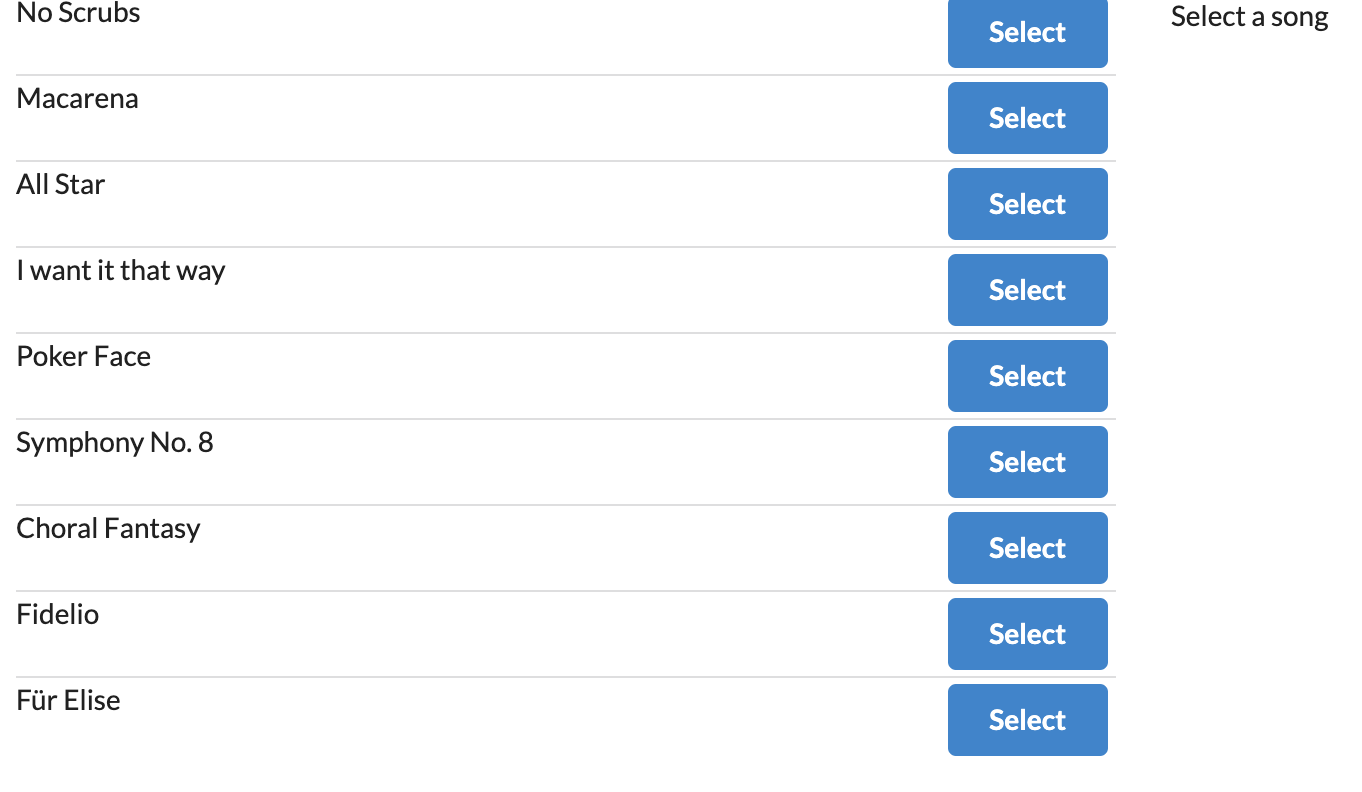 No Scrubs Select Select a song
Macarena Select
All Star Select
I want it that way Select
Poker Face Select
Symphony No. 8 Select
Choral Fantasy Select
Fidelio Select
Für Elise Select